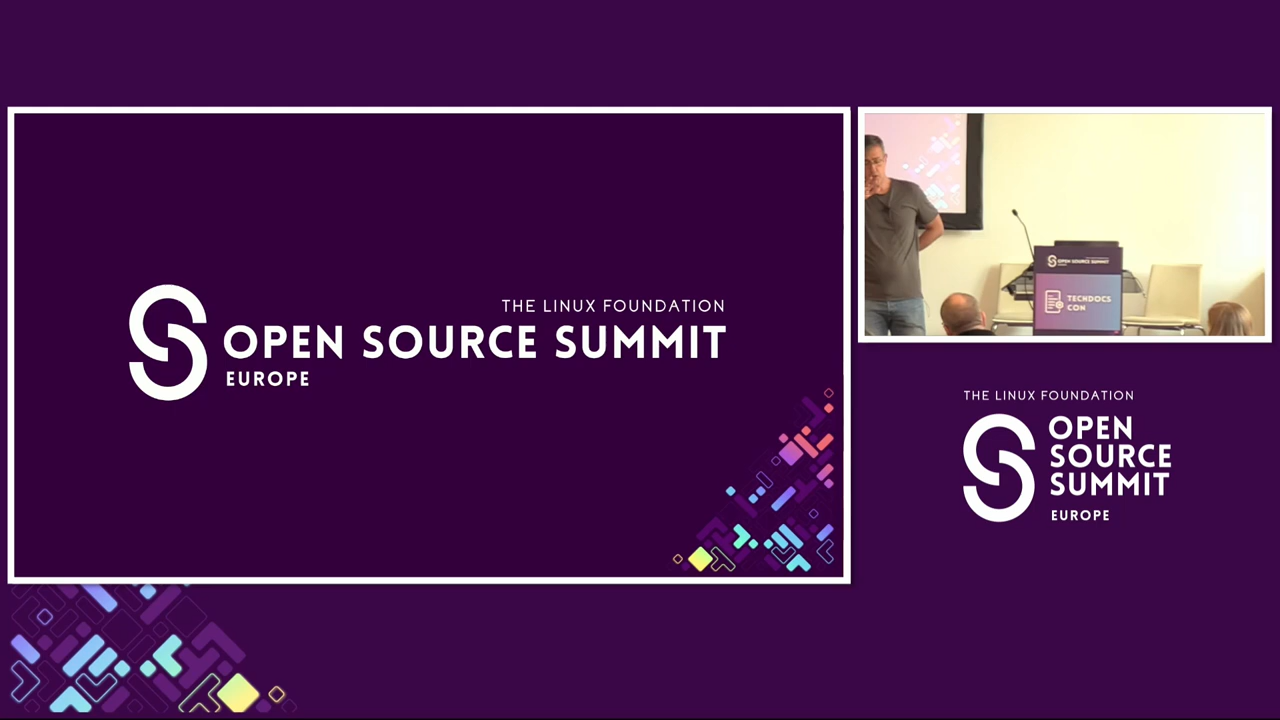 THE LINUX FOUNDATION
OPEN SOURCE SUMMIT
EUROPE
OPEN SOURCE SUMMIT
TECHDOCS
CON
THE LINUX FOUNDATION
OPEN
SOURCE
SUMMIT
EUROPE